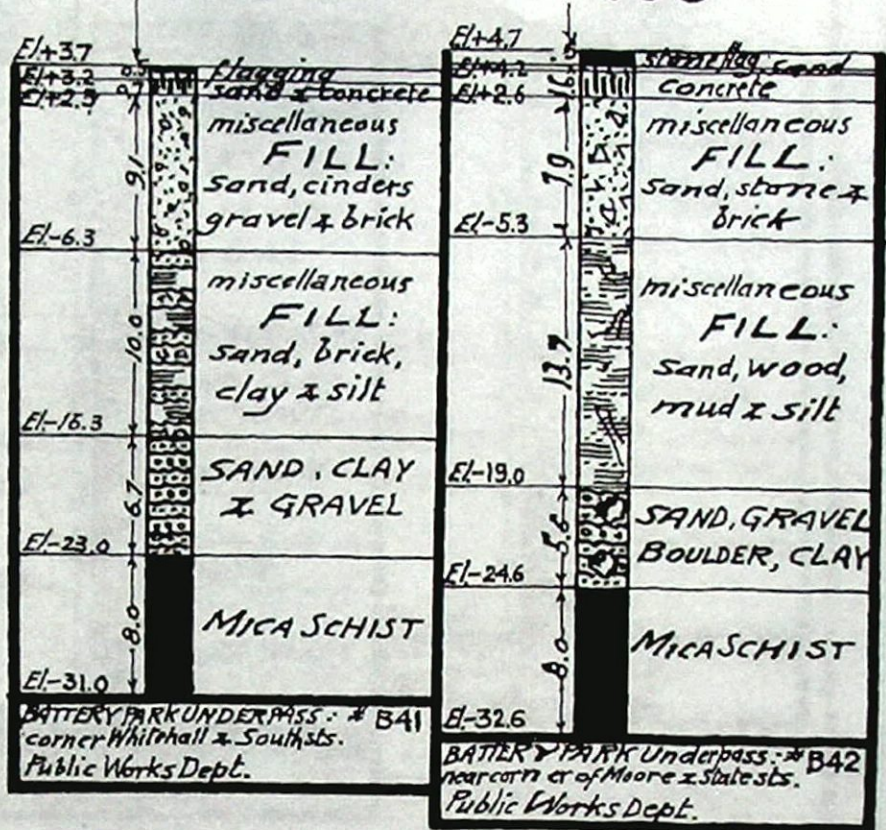 El.+3.7
El.+3.2
0.5
flagging
El.+2.5
0.7
sand & concrete
9.1
miscellaneous
FILL:
sand, cinders
gravel & brick
El.-6.3
10.0
miscellaneous
FILL:
sand, brick,
clay & silt
El.-16.3
6.7
SAND, CLAY
& GRAVEL
El.-23.0
8.0
MICA SCHIST
El.-31.0
BATTERY PARK UNDERPASS: # B41
corner Whitehall & South sts.
Public Works Dept.
El.+4.7
El.+4.2
stone flag, sand
El.+2.6
1.6
concrete
7.9
miscellaneous
FILL:
sand, stone &
brick
El.-5.3
13.7
miscellaneous
FILL:
sand, wood,
mud & silt
El.-19.0
5.6
SAND, GRAVEL
BOULDER, CLAY
El.-24.6
8.0
MICA SCHIST
El.-32.6
BATTERY PARK Underpass: # B42
near corner of Moore & State sts.
Public Works Dept.